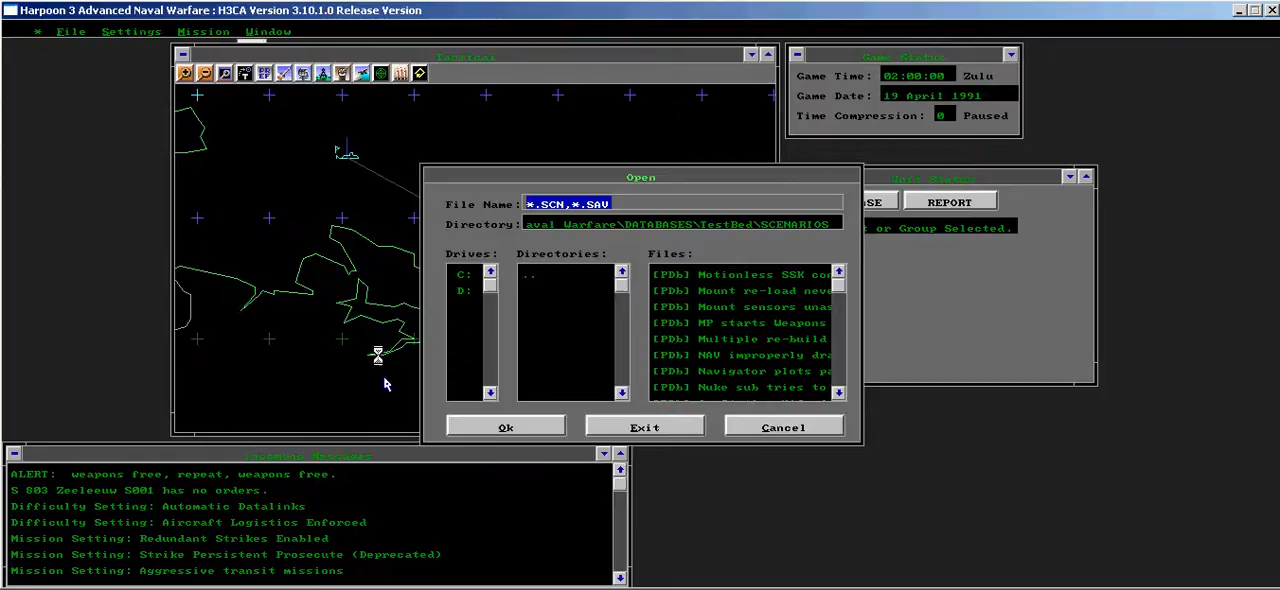 Harpoon 3 Advanced Naval Warfare : H3CA Version 3.10.1.0 Release Version
* File Settings Mission Window
Tactical
Game Status
Game Time: 02:00:00 Zulu
Game Date: 19 April 1991
Time Compression: 0 Paused
Open
File Name: *.SCN,*.SAV
Directory: aval Warfare\DATABASES\TestBed\SCENARIOS
Drives: Directories: Files:
C:
D:
..
[PDb] Motionless SSK con
[PDb] Mount re-load neve
[PDb] Mount sensors unas
[PDb] MP starts Weapons
[PDb] Multiple re-build
[PDb] NAV improperly dra
[PDb] Navigator plots pa
[PDb] Nuke sub tries to
Ok Exit Cancel
Unit Status
SE REPORT
t or Group Selected.
Incoming Messages
ALERT: weapons free, repeat, weapons free.
S 803 Zeeleeuw S001 has no orders.
Difficulty Setting: Automatic Datalinks
Difficulty Setting: Aircraft Logistics Enforced
Mission Setting: Redundant Strikes Enabled
Mission Setting: Strike Persistent Prosecute (Deprecated)
Mission Setting: Aggressive transit missions